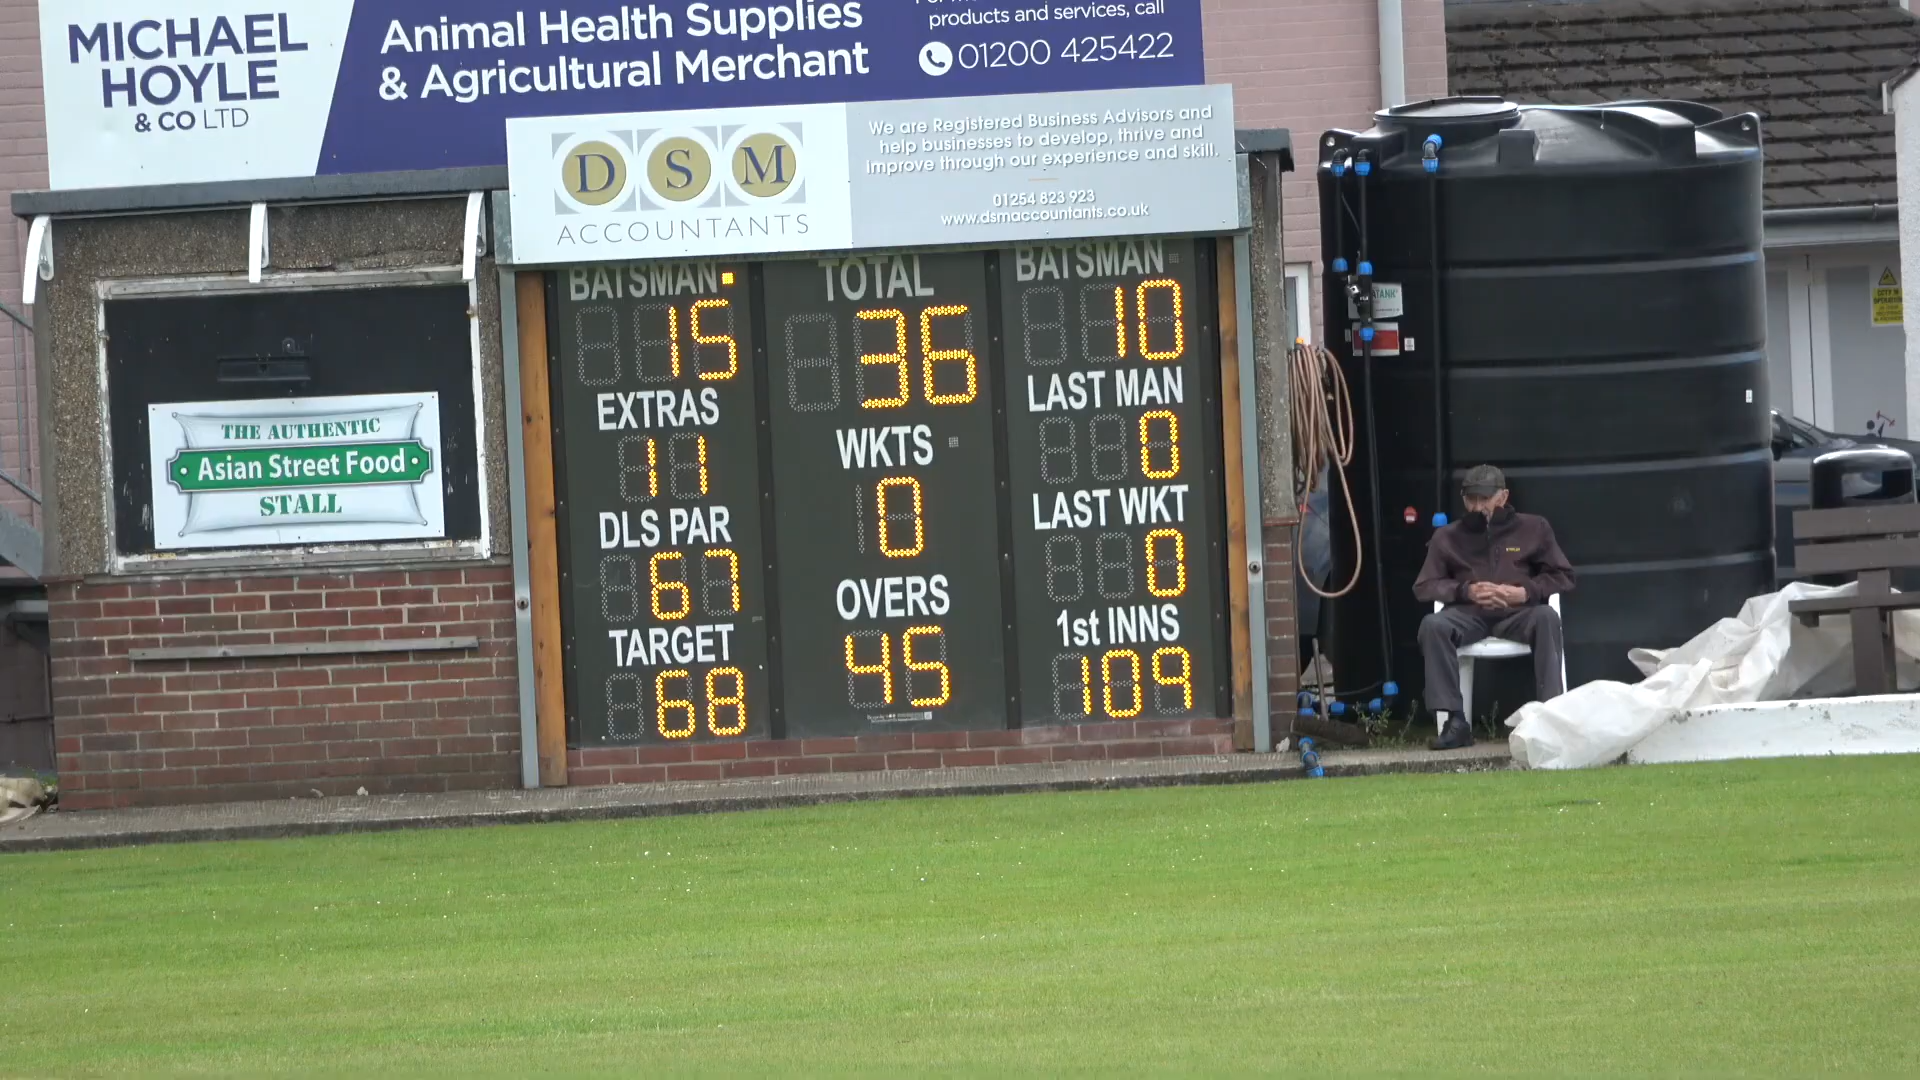 MICHAEL
HOYLE
& CO LTD
Animal Health Supplies
& Agricultural Merchant
products and services, call
01200 425422
D S M
ACCOUNTANTS
We are Registered Business Advisors and
help businesses to develop, thrive and
improve through our experience and skill.
01254 823 923
www.dsmaccountants.co.uk
THE AUTHENTIC
Asian Street Food
STALL
BATSMAN TOTAL BATSMAN
15 36 10
EXTRAS WKTS LAST MAN
11 0 0
DLS PAR OVERS LAST WKT
67 45 0
TARGET 1st INNS
68 109